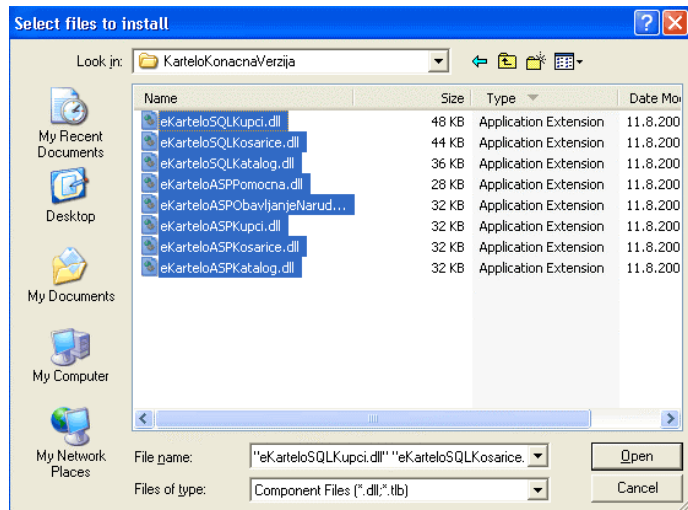 Select files to install
Look in: KarteloKonacnaVerzija
Name Size Type Date Mo
eKarteloSQLKupci.dll 48 KB Application Extension 11.8.200
eKarteloSQLKosarice.dll 44 KB Application Extension 11.8.200
eKarteloSQLKatalog.dll 36 KB Application Extension 11.8.200
eKarteloASPPomocna.dll 28 KB Application Extension 11.8.200
eKarteloASPObavljanjeNarud... 32 KB Application Extension 11.8.200
eKarteloASPKupci.dll 32 KB Application Extension 11.8.200
eKarteloASPKosarice.dll 32 KB Application Extension 11.8.200
eKarteloASPKatalog.dll 32 KB Application Extension 11.8.200
My Recent
Documents
Desktop
My Documents
My Computer
My Network
Places
File name: "eKarteloSQLKupci.dll" "eKarteloSQLKosarice. Open
Files of type: Component Files (*.dll;*.tlb) Cancel